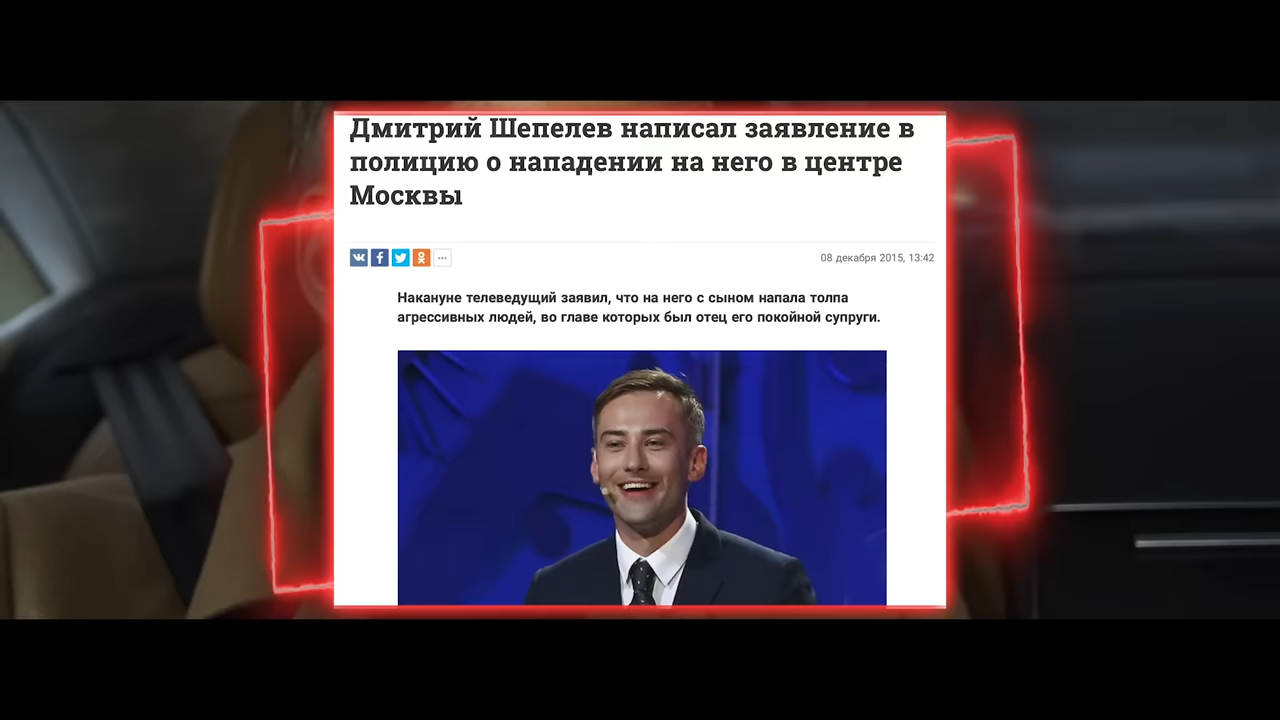 Дмитрий Шепелев написал заявление в
полицию о нападении на него в центре
Москвы
08 декабря 2015, 13:42
Накануне телеведущий заявил, что на него с сыном напала толпа
агрессивных людей, во главе которых был отец его покойной супруги.